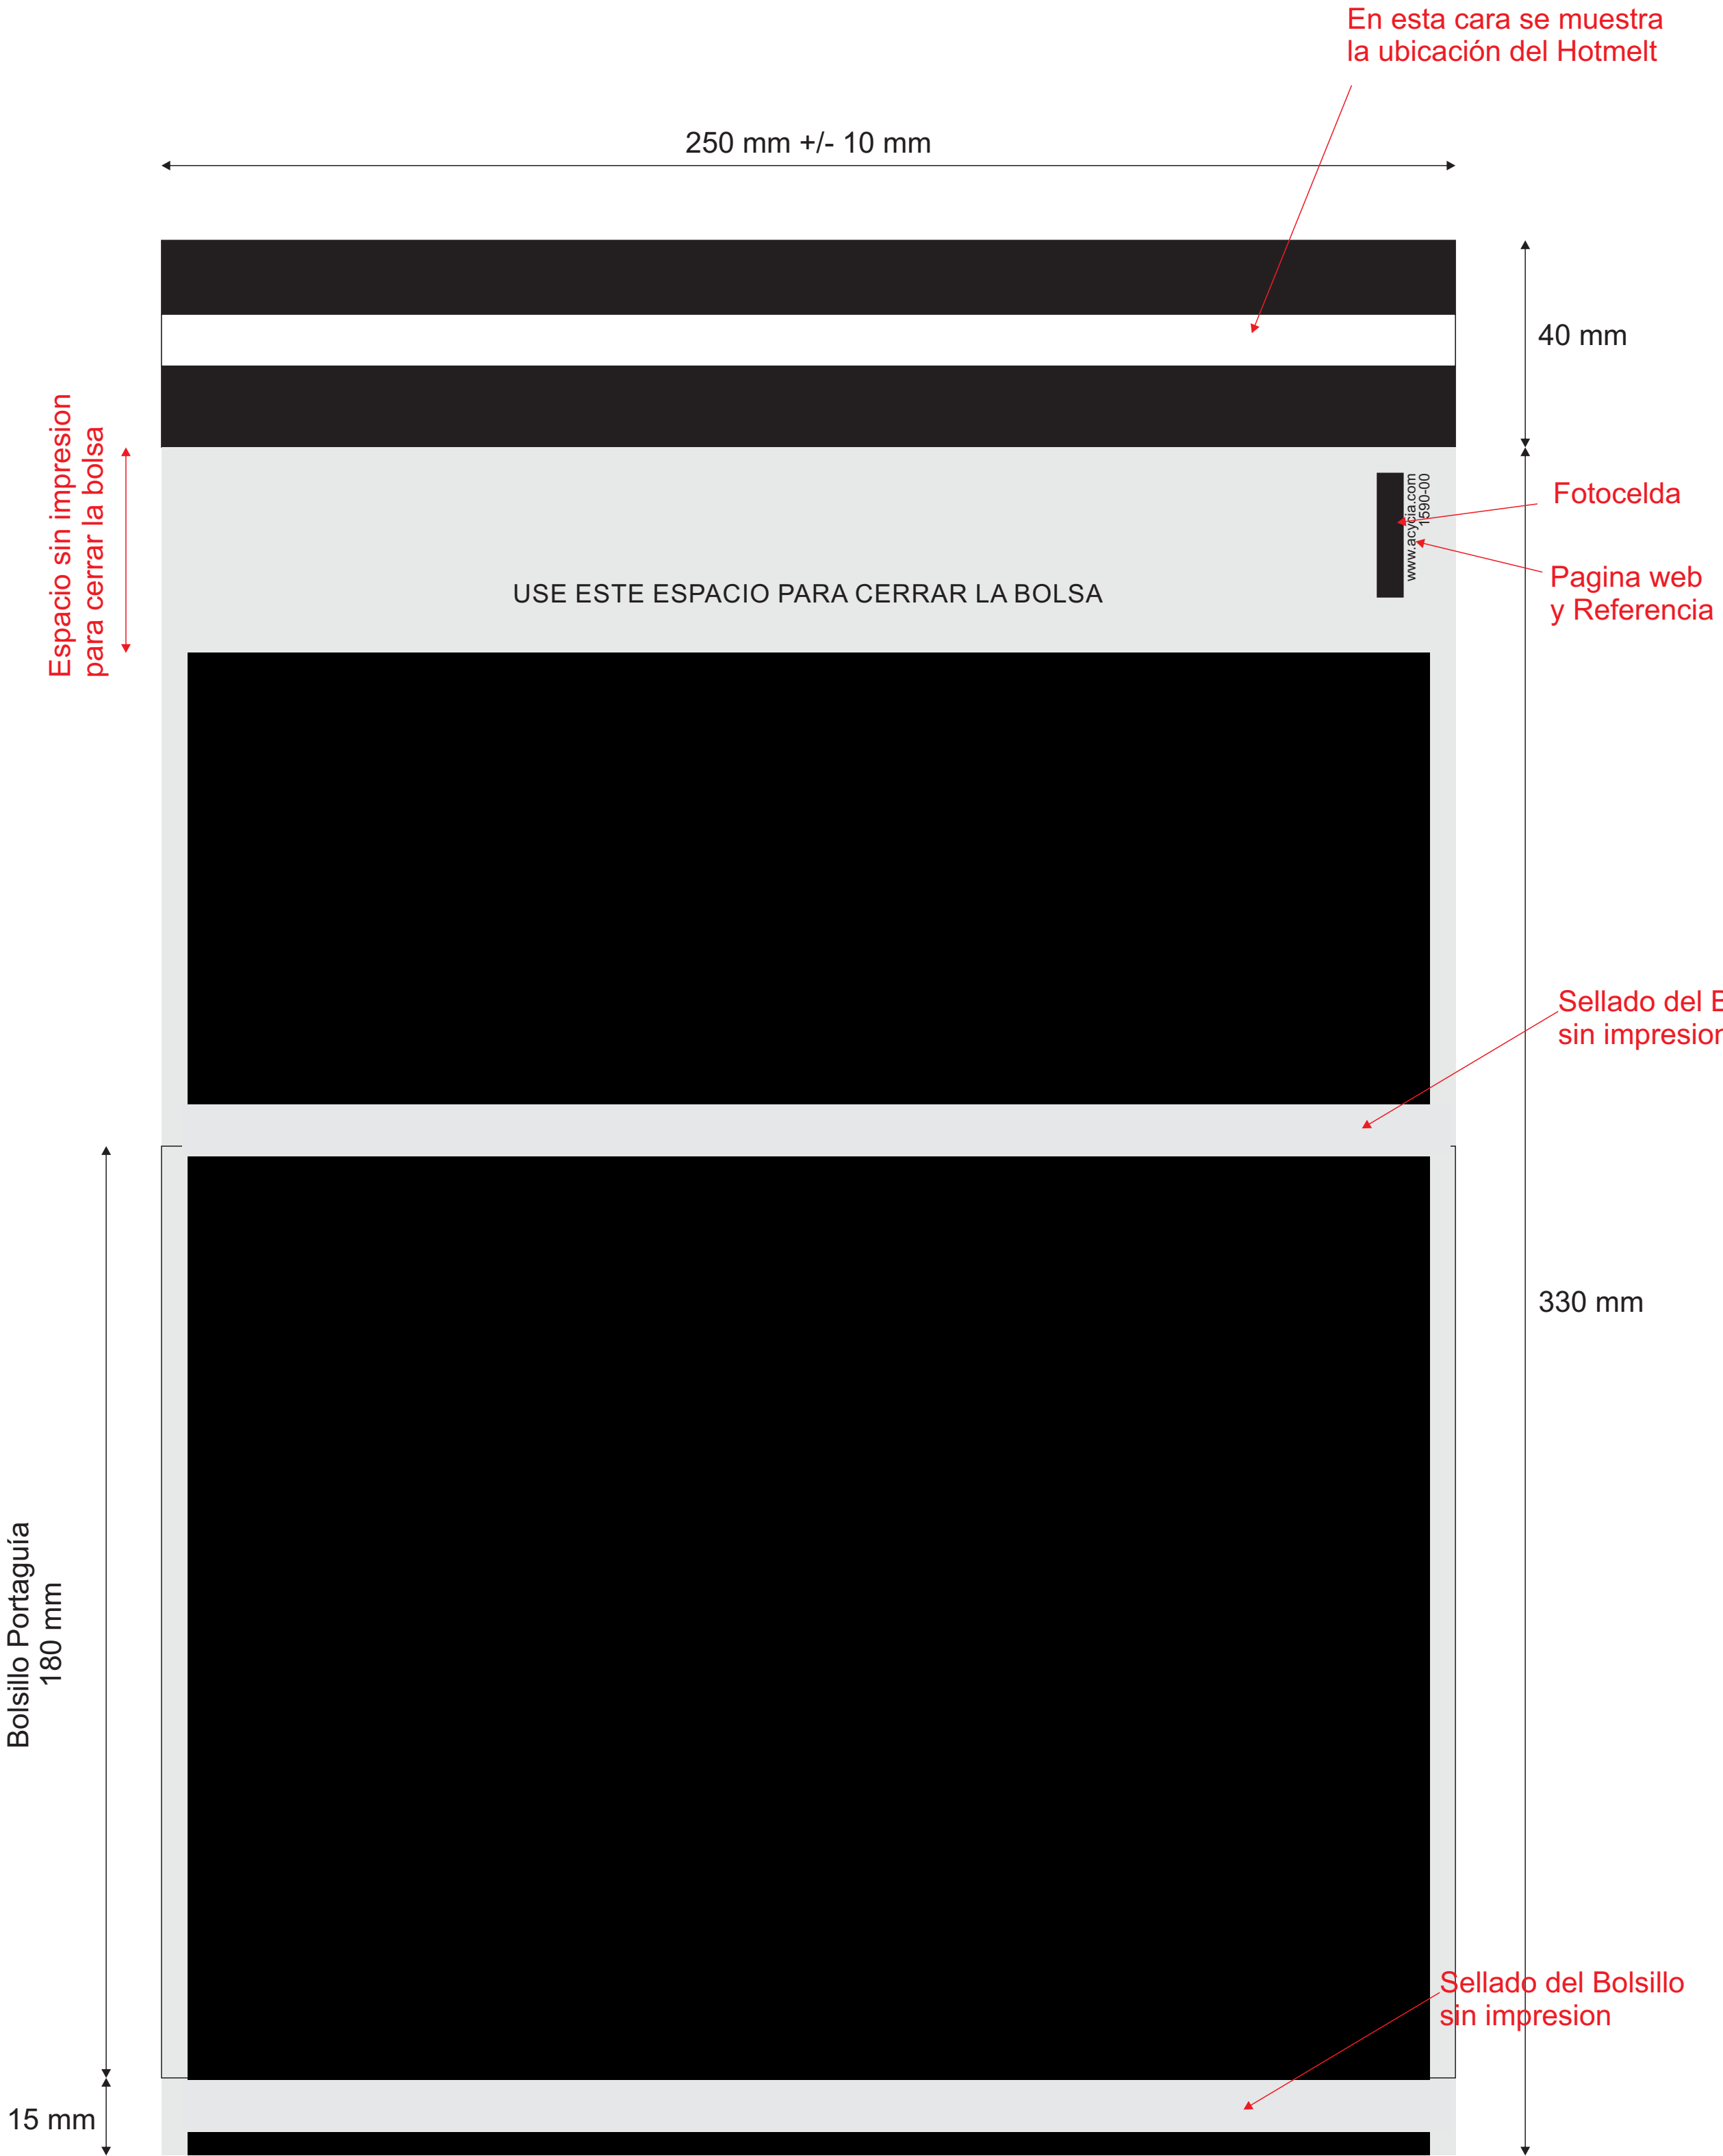 En esta cara se muestra
la ubicación del Hotmelt
250 mm +/- 10 mm
40 mm
Espacio sin impresion
para cerrar la bolsa
www.acycia.com
1590-00
Fotocelda
Pagina web
y Referencia
USE ESTE ESPACIO PARA CERRAR LA BOLSA
Sellado del
sin impresion
330 mm
Bolsillo Portaguía
180 mm
Sellado del Bolsillo
sin impresion
15 mm